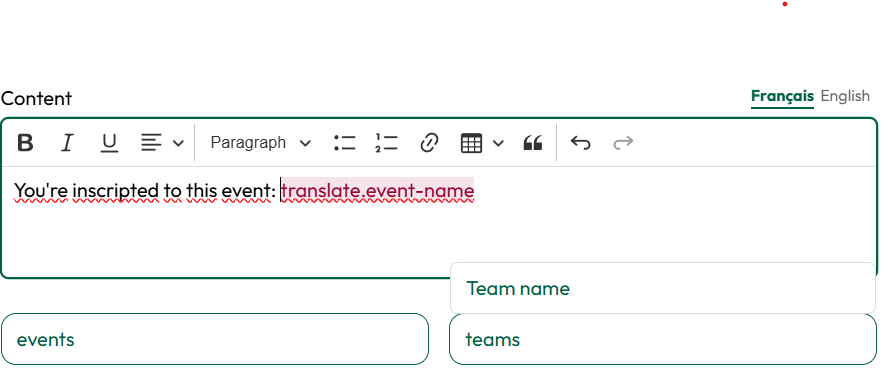 Content
Français English
B I U Paragraph
You're inscripted to this event: translate.event-name
Team name
events
teams